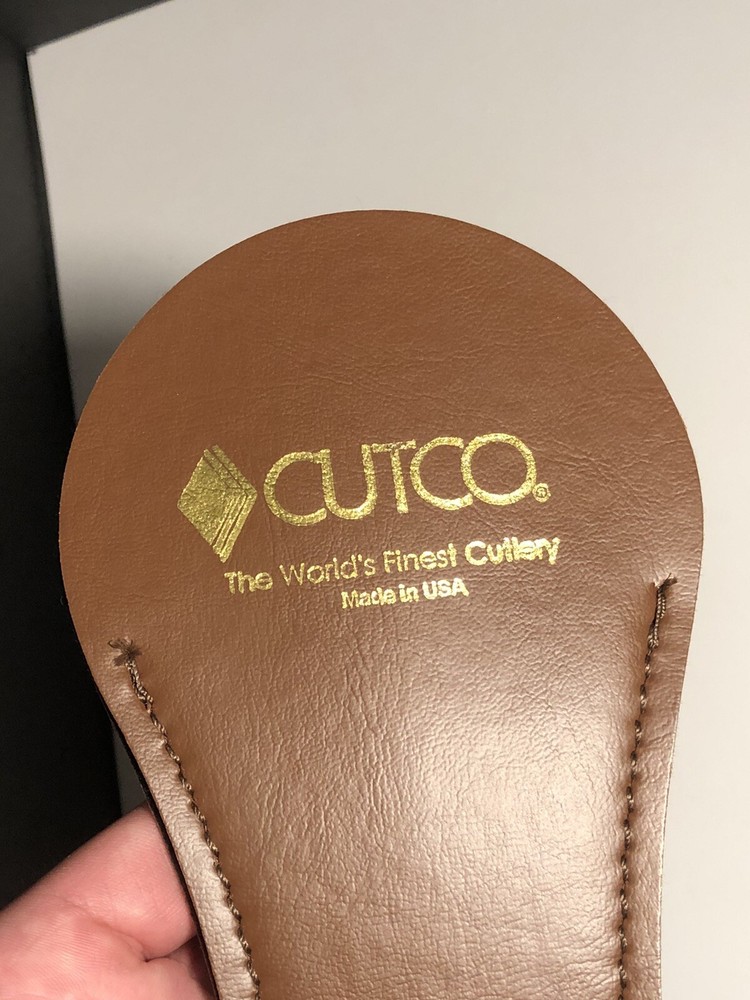 CUTCO®
The World's Finest Cutlery
Made in USA